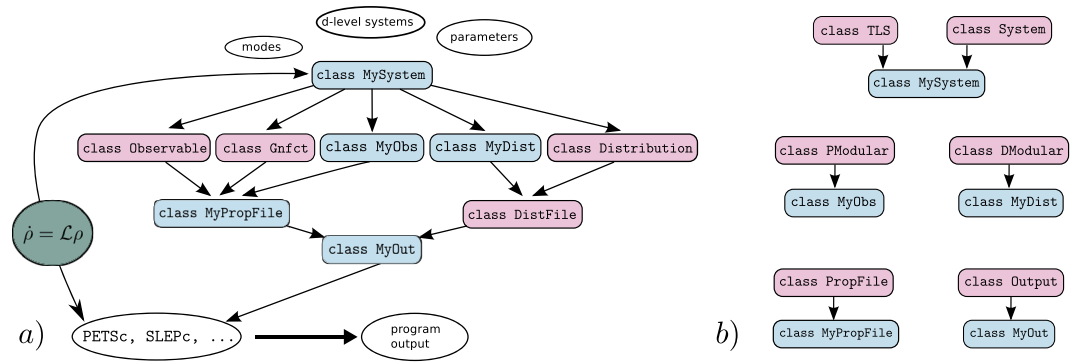 d-level systems
modes
parameters
class MySystem
class Observable
class Gnfct
class MyObs
class MyDist
class Distribution
class MyPropFile
class DistFile
class MyOut
ρ̇ = ℒρ
PETSc, SLEPc, ...
program
output
a)
class TLS
class System
class MySystem
class PModular
class DModular
class MyObs
class MyDist
class PropFile
class Output
class MyPropFile
class MyOut
b)